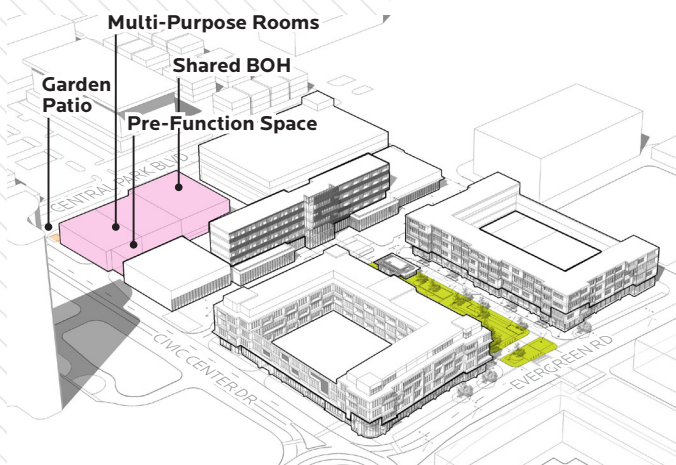 Multi-Purpose Rooms
Shared BOH
Garden
Patio
Pre-Function Space
CENTRAL PARK BLVD
CIVIC CENTER DR
EVERGREEN RD